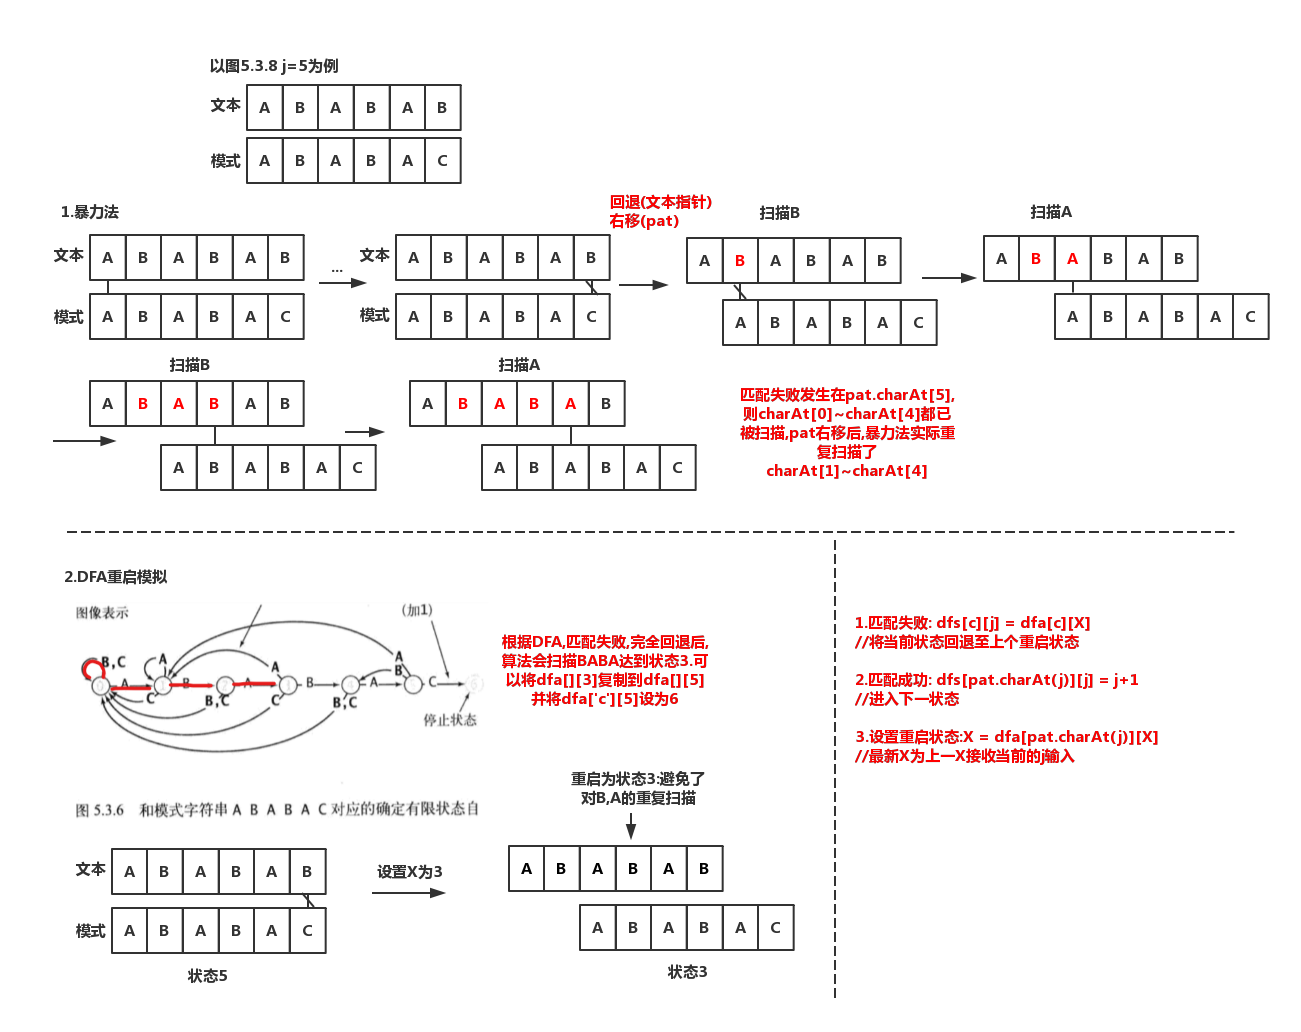 以图5.3.8 j=5为例
文本 A B A B A B
模式 A B A B A C
1.暴力法
文本 A B A B A B
模式 A B A B A C
...
文本 A B A B A B
模式 A B A B A C
回退(文本指针)
右移(pat)
扫描B
A B A B A B
A B A B A C
扫描A
A B A B A B
A B A B A C
扫描B
A B A B A B
A B A B A C
扫描A
A B A B A B
A B A B A C
匹配失败发生在pat.charAt[5],
则charAt[0]~charAt[4]都已
被扫描,pat右移后,暴力法实际重
复扫描了
charAt[1]~charAt[4]
2.DFA重启模拟
图像表示
(加1)
B,C
A
A
B
A
A
B
A
B
A
C
C
B,C
C
B,C
停止状态
图 5.3.6 和模式字符串 A B A B A C 对应的确定有限状态自
根据DFA,匹配失败,完全回退后,
算法会扫描BABA达到状态3.可
以将dfa[][3]复制到dfa[][5]
并将dfa['c'][5]设为6
文本 A B A B A B
模式 A B A B A C
状态5
设置X为3
重启为状态3:避免了
对B,A的重复扫描
A B A B A B
A B A B A C
状态3
1.匹配失败: dfs[c][j] = dfa[c][X]
//将当前状态回退至上个重启状态
2.匹配成功: dfs[pat.charAt(j)][j] = j+1
//进入下一状态
3.设置重启状态:X = dfa[pat.charAt(j)][X]
//最新X为上一X接收当前的j输入